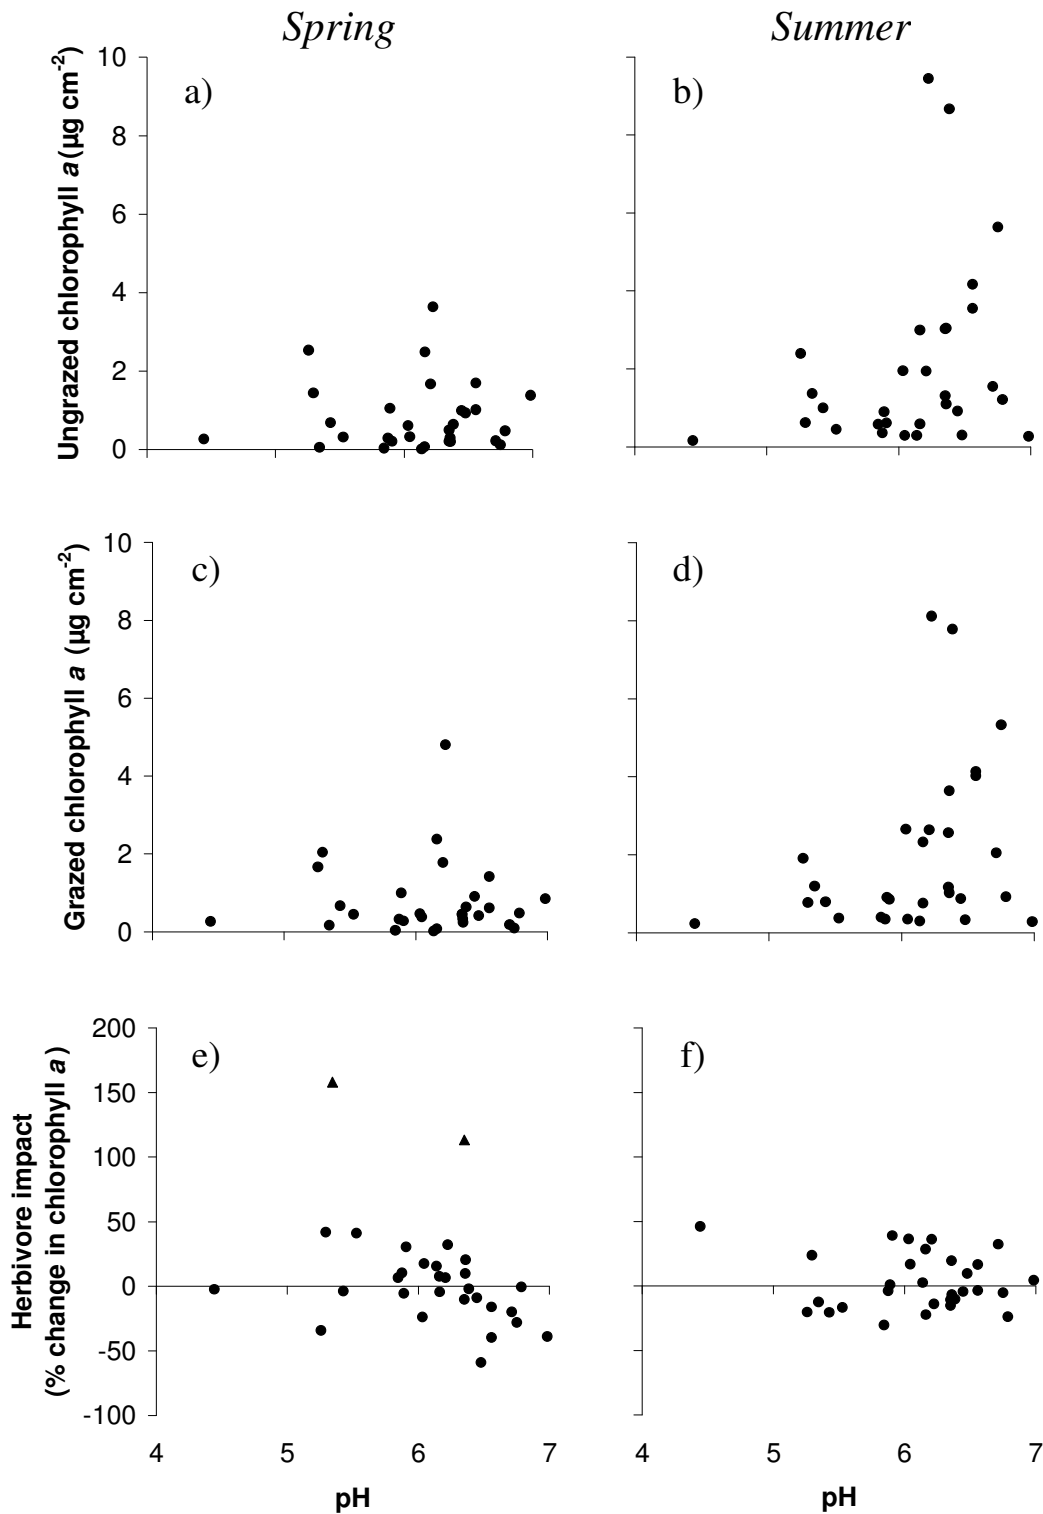 Spring
Summer
a)
b)
Ungrazed chlorophyll a (µg cm-2)
10
8
6
4
2
0
c)
d)
Grazed chlorophyll a (µg cm-2)
10
8
6
4
2
0
e)
f)
Herbivore impact
(% change in chlorophyll a)
200
150
100
50
0
-50
-100
4 5 6 7
4 5 6 7
pH
pH